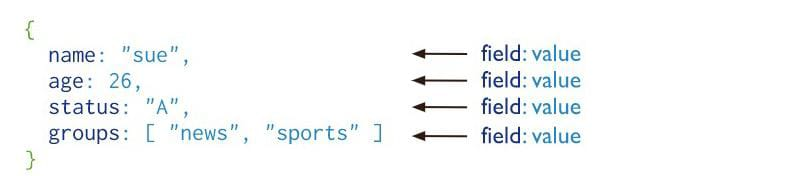 {
name: "sue", field: value
age: 26, field: value
status: "A", field: value
groups: [ "news", "sports" ] field: value
}